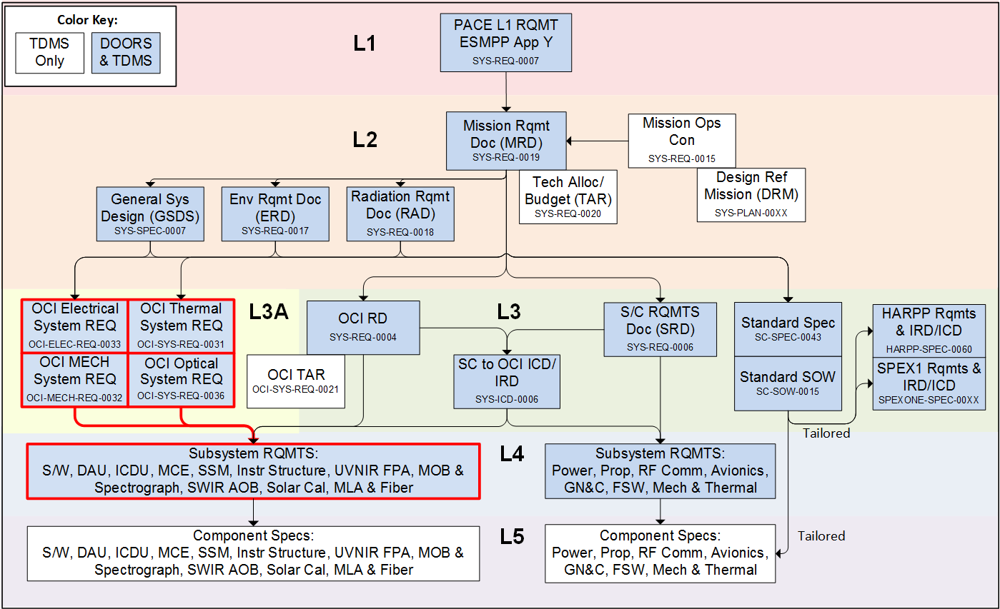 Color Key:
TDMS
Only
DOORS
& TDMS
L1
PACE L1 RQMT
ESMPP App Y
SYS-REQ-0007
L2
Mission Rqmt
Doc (MRD)
SYS-REQ-0019
Mission Ops
Con
SYS-REQ-0015
Tech Alloc/
Budget (TAR)
SYS-REQ-0020
Design Ref
Mission (DRM)
SYS-PLAN-00XX
General Sys
Design (GSDS)
SYS-SPEC-0007
Env Rqmt Doc
(ERD)
SYS-REQ-0017
Radiation Rqmt
Doc (RAD)
SYS-REQ-0018
OCI Electrical
System REQ
OCI-ELEC-REQ-0033
OCI Thermal
System REQ
OCI-SYS-REQ-0031
OCI MECH
System REQ
OCI-MECH-REQ-0032
OCI Optical
System REQ
OCI-SYS-REQ-0036
L3A
OCI RD
SYS-REQ-0004
OCI TAR
OCI-SYS-REQ-0021
L3
SC to OCI ICD/
IRD
SYS-ICD-0006
S/C RQMTS
Doc (SRD)
SYS-REQ-0006
Standard Spec
SC-SPEC-0043
Standard SOW
SC-SOW-0015
HARPP Rqmts
& IRD/ICD
HARPP-SPEC-0060
SPEX1 Rqmts &
IRD/ICD
SPEXONE-SPEC-00XX
Tailored
Subsystem RQMTS:
S/W, DAU, ICDU, MCE, SSM, Instr Structure, UVNIR FPA, MOB &
Spectrograph, SWIR AOB, Solar Cal, MLA & Fiber
L4
Subsystem RQMTS:
Power, Prop, RF Comm, Avionics,
GN&C, FSW, Mech & Thermal
Component Specs:
S/W, DAU, ICDU, MCE, SSM, Instr Structure, UVNIR FPA, MOB &
Spectrograph, SWIR AOB, Solar Cal, MLA & Fiber
L5
Component Specs:
Power, Prop, RF Comm, Avionics,
GN&C, FSW, Mech & Thermal
Tailored